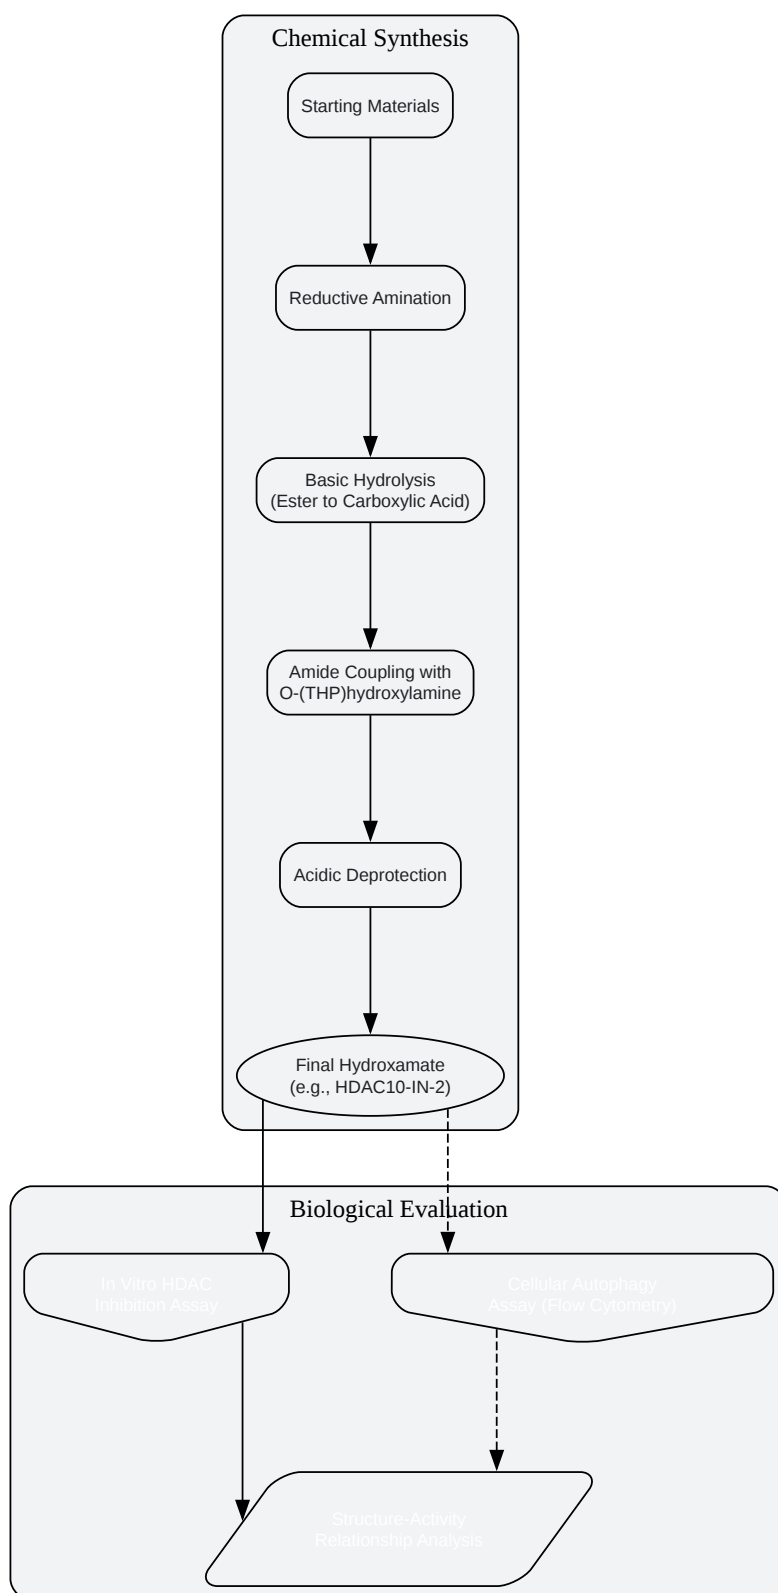 Chemical Synthesis
Starting Materials
Reductive Amination
Basic Hydrolysis
(Ester to Carboxylic Acid)
Amide Coupling with
O-(THP)hydroxylamine
Acidic Deprotection
Final Hydroxamate
(e.g., HDAC10-IN-2)
Biological Evaluation
In Vitro HDAC
Inhibition Assay
Cellular Autophagy
Assay (Flow Cytometry)
Structure-Activity
Relationship Analysis